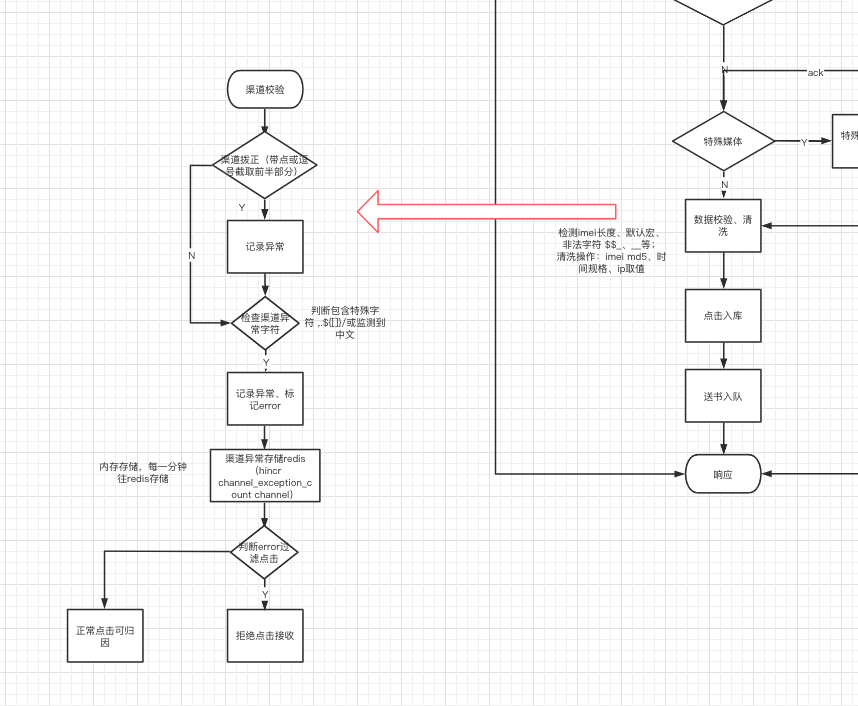 渠道校验
渠道拨正（带点或逗
号截取前半部分）
Y
N
记录异常
检查渠道异
常字符
判断包含特殊字
符 ,.${[]}/或监测到
中文
Y
记录异常、标
记error
渠道异常存储redis
（hincr
channel_exception_c
ount channel）
内存存储，每一分钟
往redis存储
判断error过
滤点击
Y
正常点击可归
因
拒绝点击接收
N
ack
特殊媒体
Y
特殊
N
数据校验、清
洗
检测imei长度、默认宏、
非法字符 $$_、__等；
清洗操作：imei md5、时
间规格、ip取值
点击入库
送书入队
响应